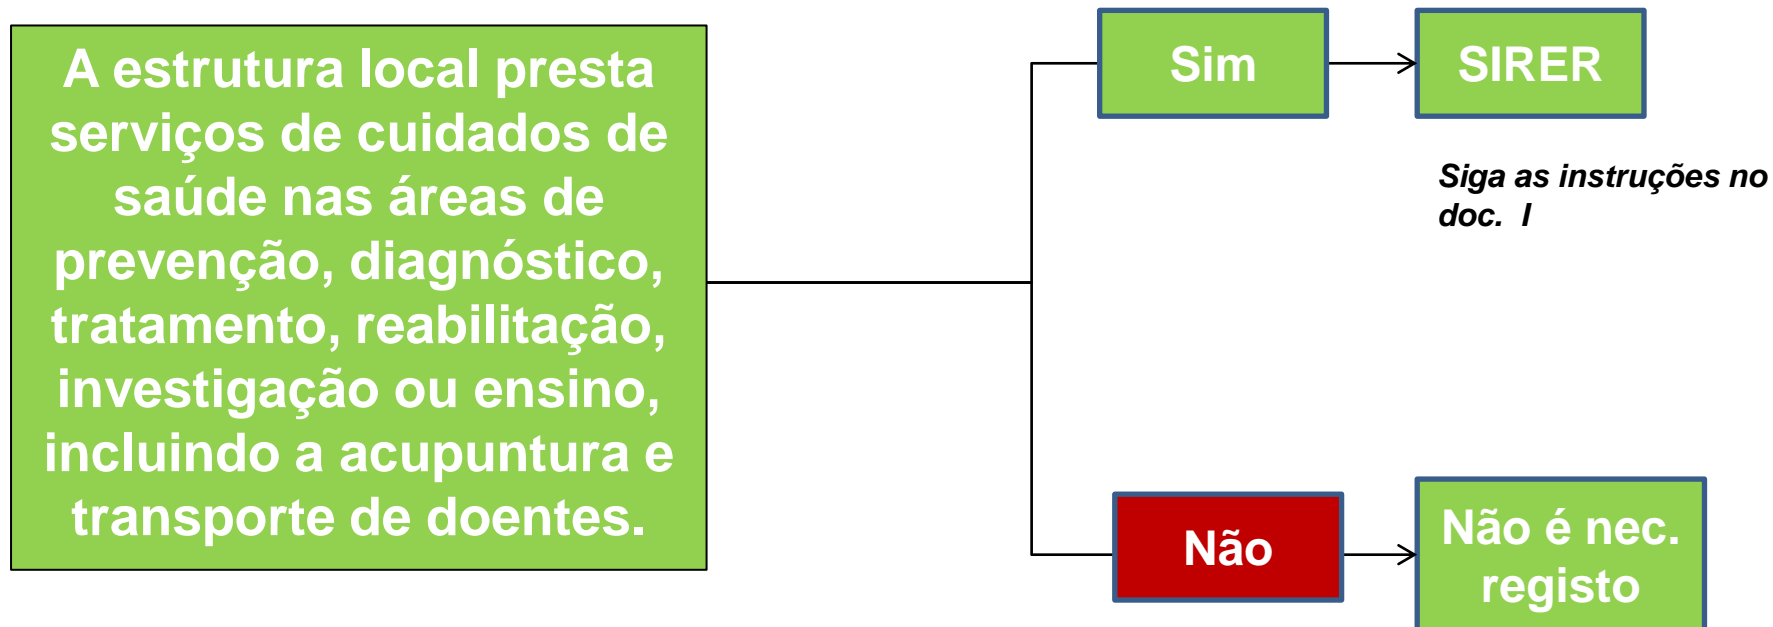 A estrutura local presta
serviços de cuidados de
saúde nas áreas de
prevenção, diagnóstico,
tratamento, reabilitação,
investigação ou ensino,
incluindo a acupuntura e
transporte de doentes.
Sim
SIRER
Siga as instruções no
doc. I
Não
Não é nec.
registo